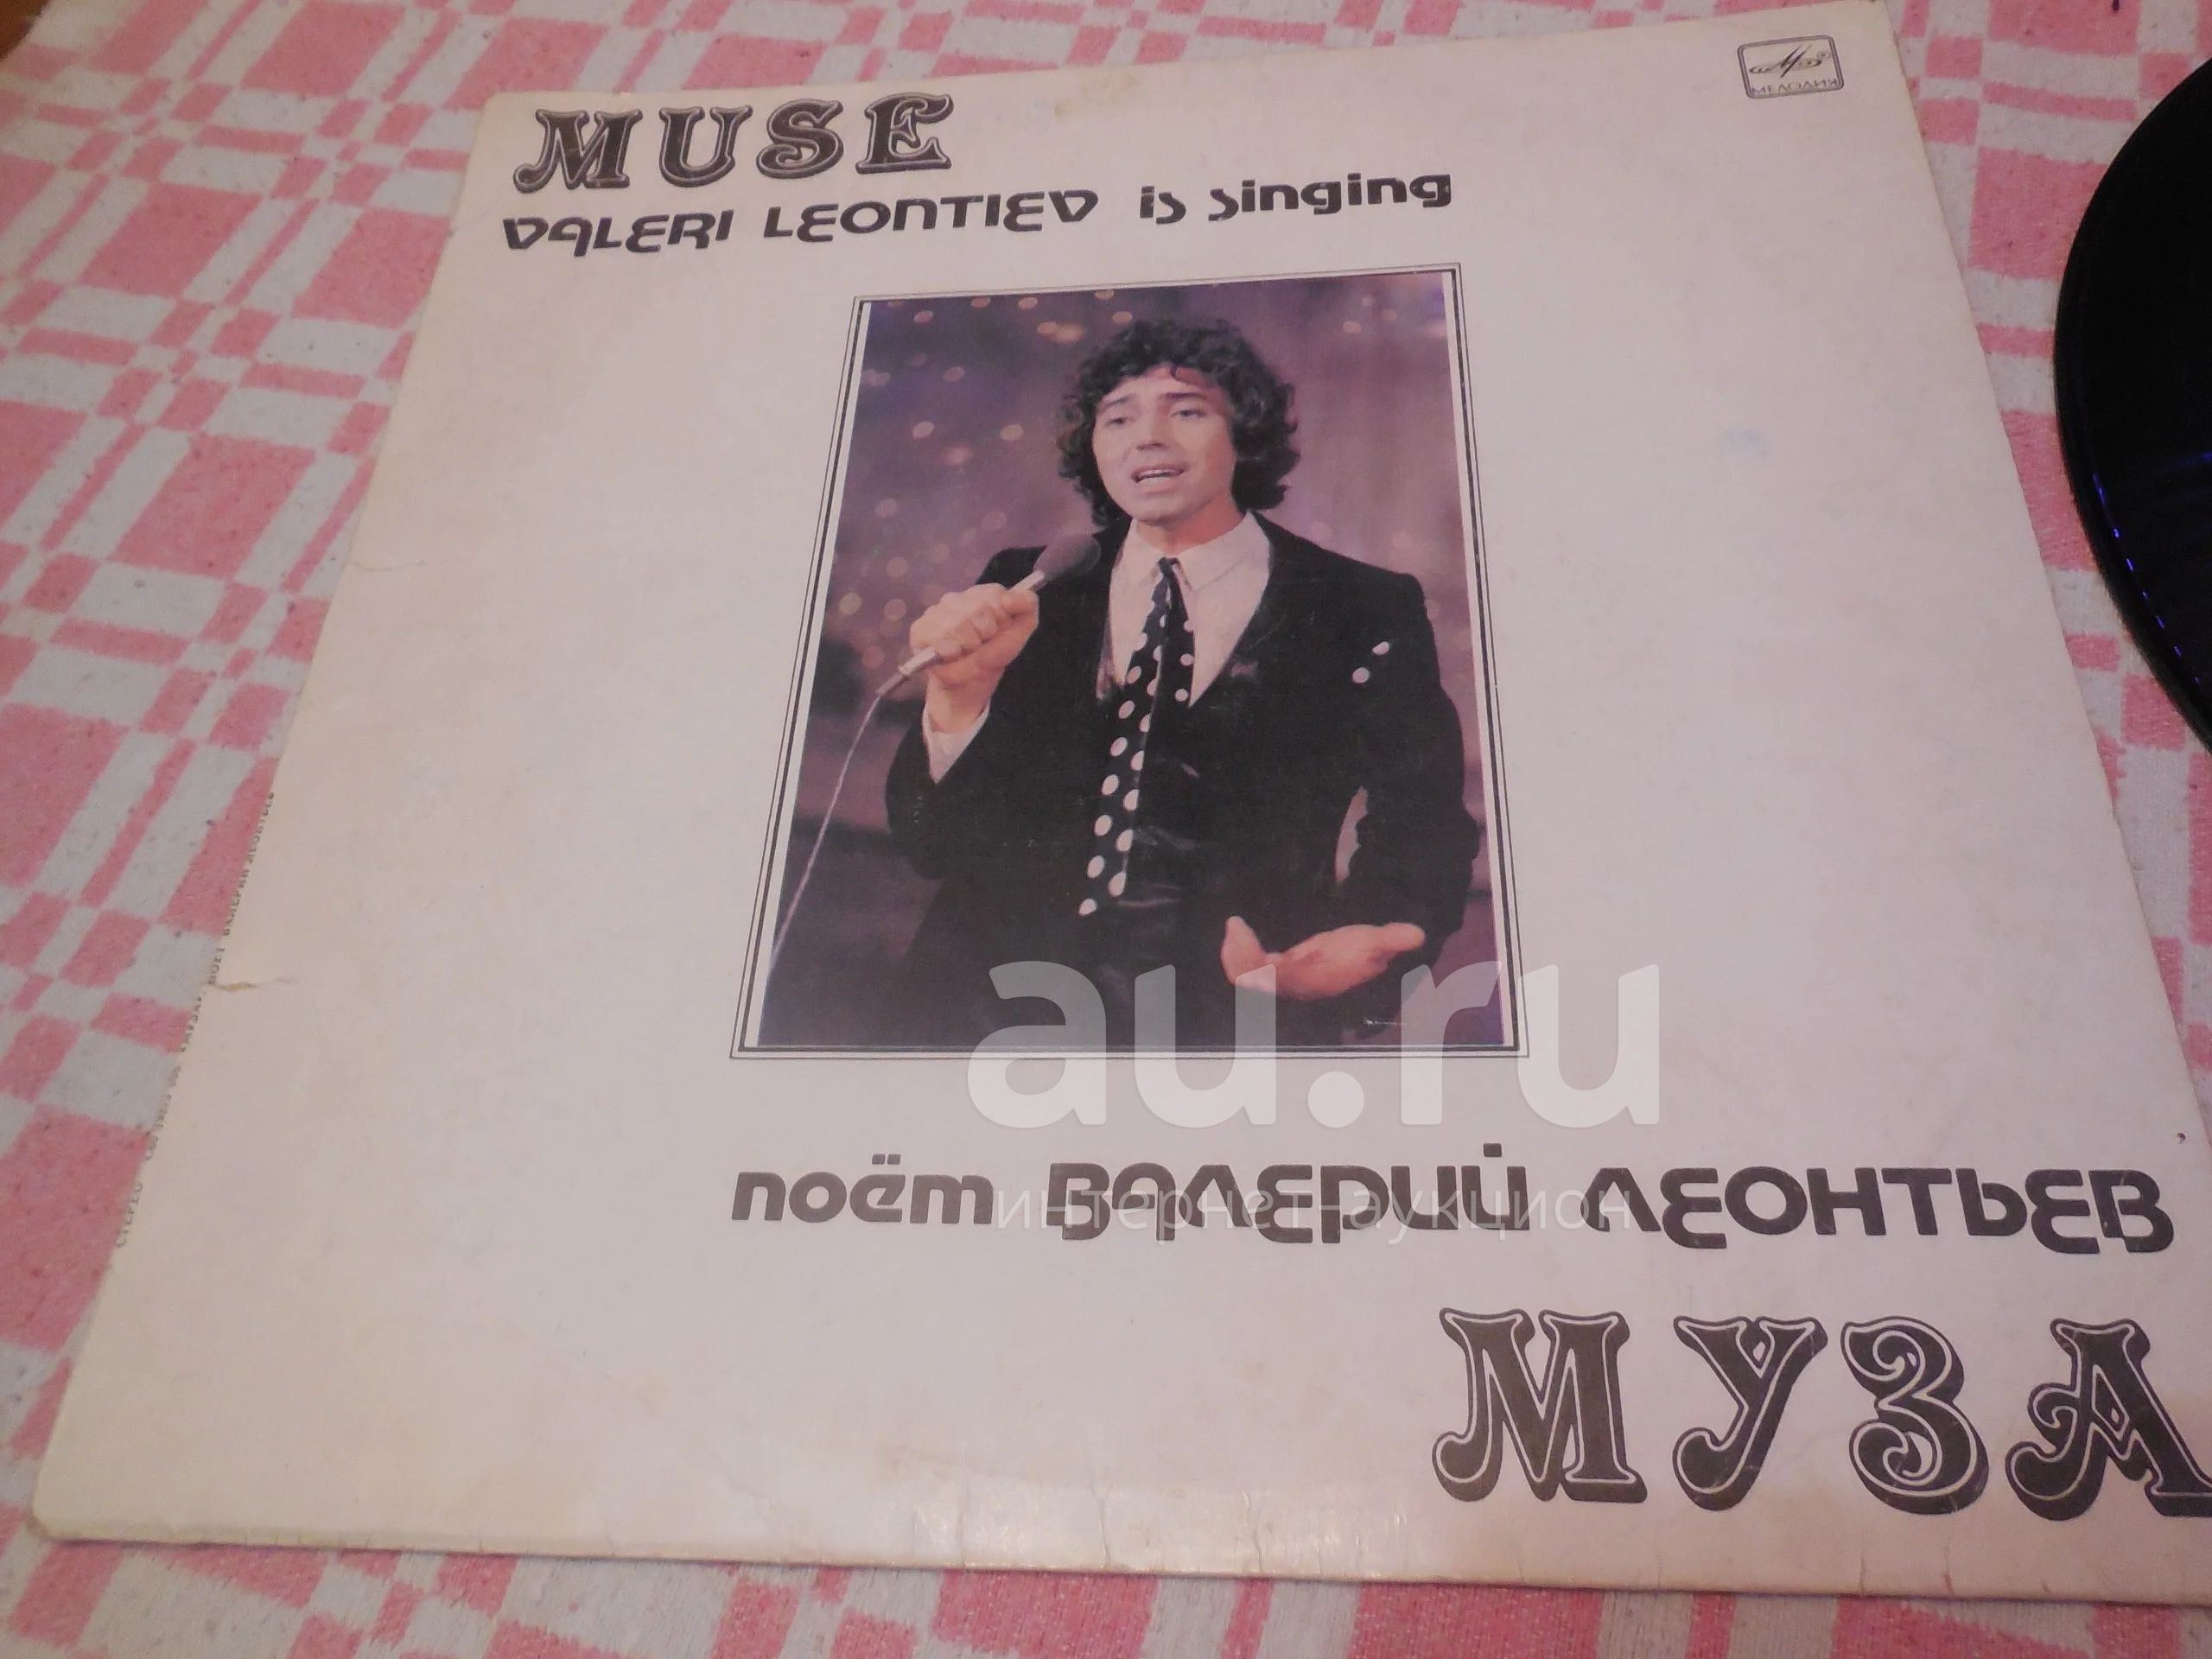 МЕЛОДИЯ
MUSE
VALERI LEONTIEV is singing
au.ru
интернет-аукцион
поёт ВАЛЕРИЙ ЛЕОНТЬЕВ
МУЗА